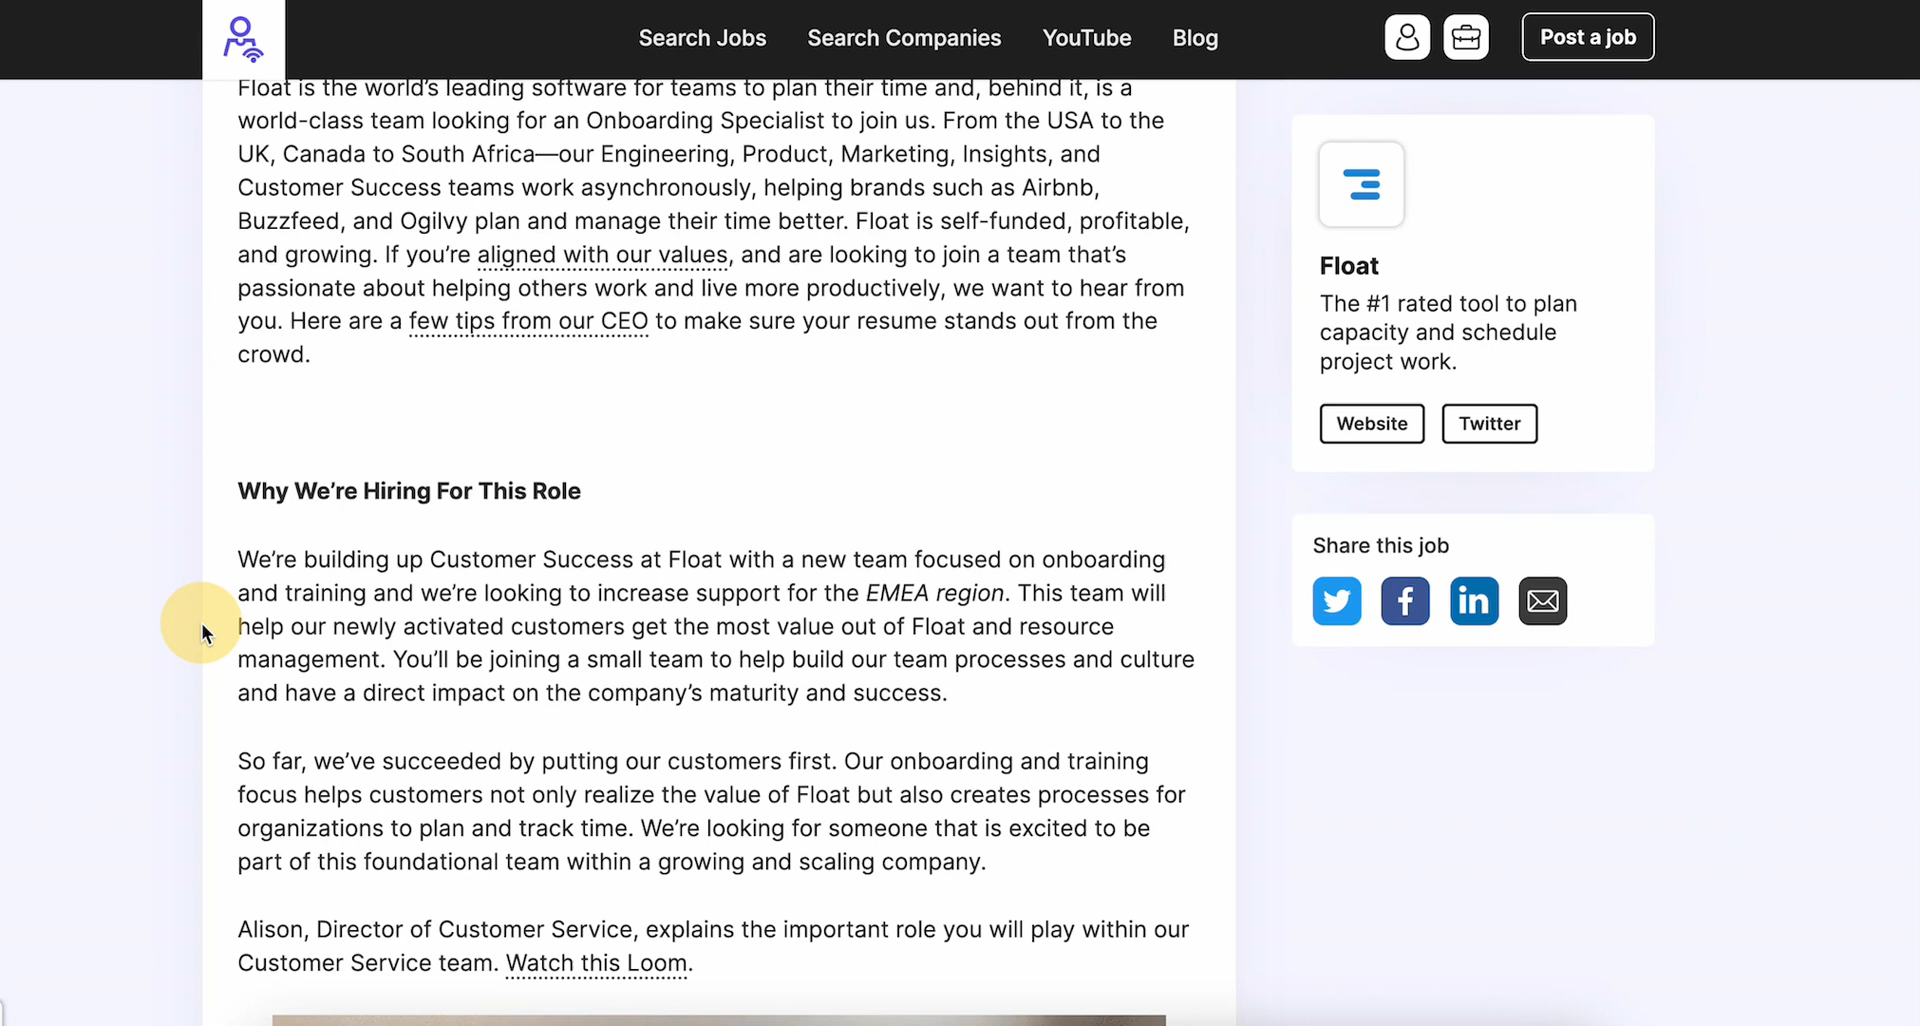 Search Jobs
Search Companies
YouTube
Blog
Post a job
Float is the world’s leading software for teams to plan their time and, behind it, is a
world-class team looking for an Onboarding Specialist to join us. From the USA to the
UK, Canada to South Africa—our Engineering, Product, Marketing, Insights, and
Customer Success teams work asynchronously, helping brands such as Airbnb,
Buzzfeed, and Ogilvy plan and manage their time better. Float is self-funded, profitable,
and growing. If you’re aligned with our values, and are looking to join a team that’s
passionate about helping others work and live more productively, we want to hear from
you. Here are a few tips from our CEO to make sure your resume stands out from the
crowd.
Why We’re Hiring For This Role
We’re building up Customer Success at Float with a new team focused on onboarding
and training and we’re looking to increase support for the EMEA region. This team will
help our newly activated customers get the most value out of Float and resource
management. You’ll be joining a small team to help build our team processes and culture
and have a direct impact on the company’s maturity and success.
So far, we’ve succeeded by putting our customers first. Our onboarding and training
focus helps customers not only realize the value of Float but also creates processes for
organizations to plan and track time. We’re looking for someone that is excited to be
part of this foundational team within a growing and scaling company.
Alison, Director of Customer Service, explains the important role you will play within our
Customer Service team. Watch this Loom.
Float
The #1 rated tool to plan
capacity and schedule
project work.
Website
Twitter
Share this job